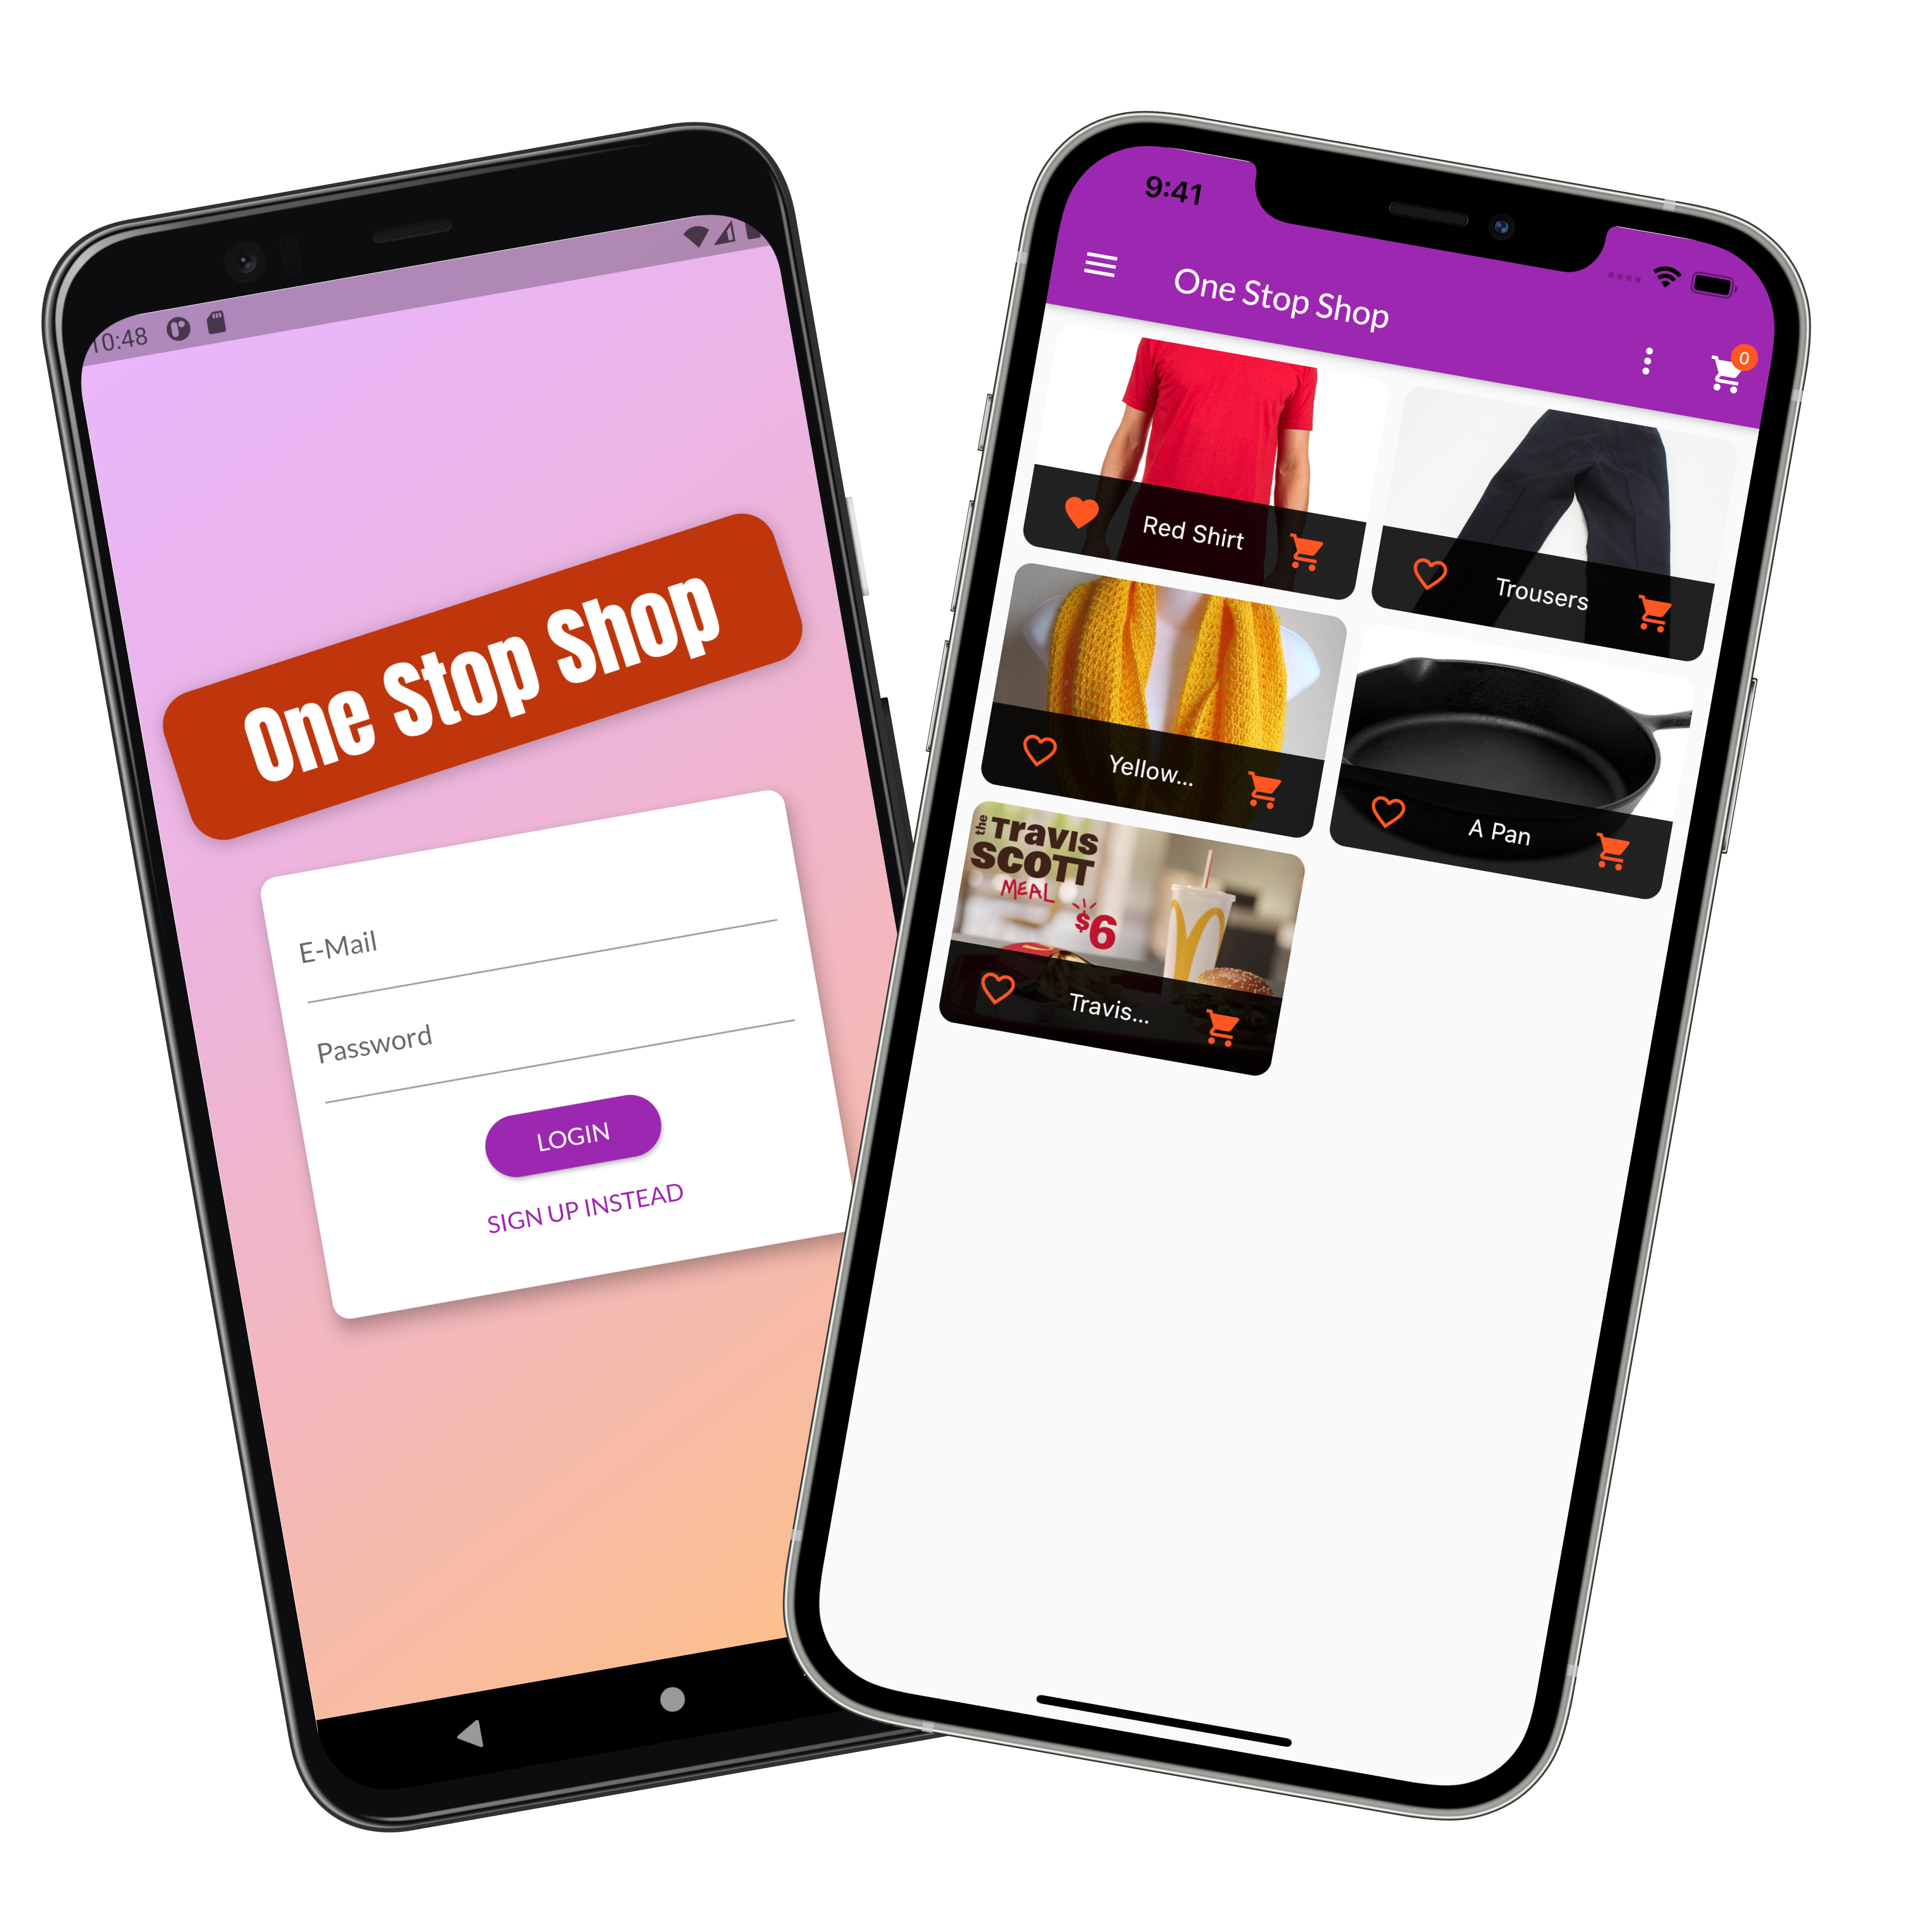 10:48
One Stop Shop
E-Mail
Password
LOGIN
SIGN UP INSTEAD
9:41
One Stop Shop
0
Red Shirt
Trousers
Yellow...
A Pan
the Travis
SCOTT
MEAL
$6
Travis...